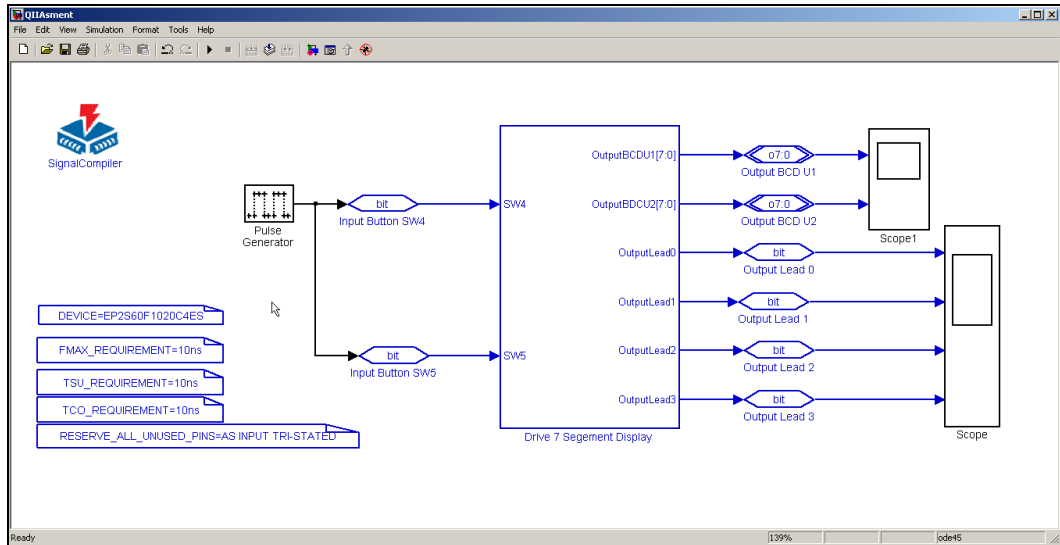 QIIAsment
File Edit View Simulation Format Tools Help
SignalCompiler
Pulse
Generator
bit
Input Button SW4
bit
Input Button SW5
SW4
SW5
OutputBCDU1[7:0]
OutputBDCU2[7:0]
OutputLead0
OutputLead1
OutputLead2
OutputLead3
Drive 7 Segement Display
o7:0
Output BCD U1
o7:0
Output BCD U2
bit
Output Lead 0
bit
Output Lead 1
bit
Output Lead 2
bit
Output Lead 3
Scope1
Scope
DEVICE=EP2S60F1020C4ES
FMAX_REQUIREMENT=10ns
TSU_REQUIREMENT=10ns
TCO_REQUIREMENT=10ns
RESERVE_ALL_UNUSED_PINS=AS INPUT TRI-STATED
Ready
139%
ode45